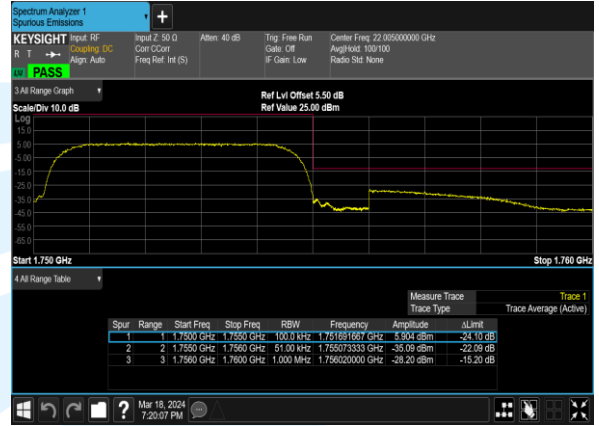 Spectrum Analyzer 1
Spurious Emissions
+
KEYSIGHT
R T
PASS
Input: RF
Coupling: DC
Align: Auto
Input Z: 50 Ω
Corr CCorr
Freq Ref: Int (S)
Atten: 40 dB
Trig: Free Run
Gate: Off
IF Gain: Low
Center Freq: 22.005000000 GHz
Avg|Hold: 100/100
Radio Std: None
3 All Range Graph
Scale/Div 10.0 dB
Ref Lvl Offset 5.50 dB
Ref Value 25.00 dBm
Log
15.0
5.00
-5.00
-15.0
-25.0
-35.0
-45.0
-55.0
-65.0
Start 1.750 GHz
Stop 1.760 GHz
4 All Range Table
Measure Trace Trace 1
Trace Type Trace Average (Active)
Spur Range Start Freq Stop Freq RBW Frequency Amplitude ΔLimit
1 1 1.7500 GHz 1.7550 GHz 100.0 kHz 1.751691667 GHz 5.904 dBm -24.10 dB
2 2 1.7550 GHz 1.7560 GHz 51.00 kHz 1.755073333 GHz -35.09 dBm -22.09 dB
3 3 1.7560 GHz 1.7600 GHz 1.000 MHz 1.756020000 GHz -28.20 dBm -15.20 dB
?
Mar 18, 2024
7:20:07 PM